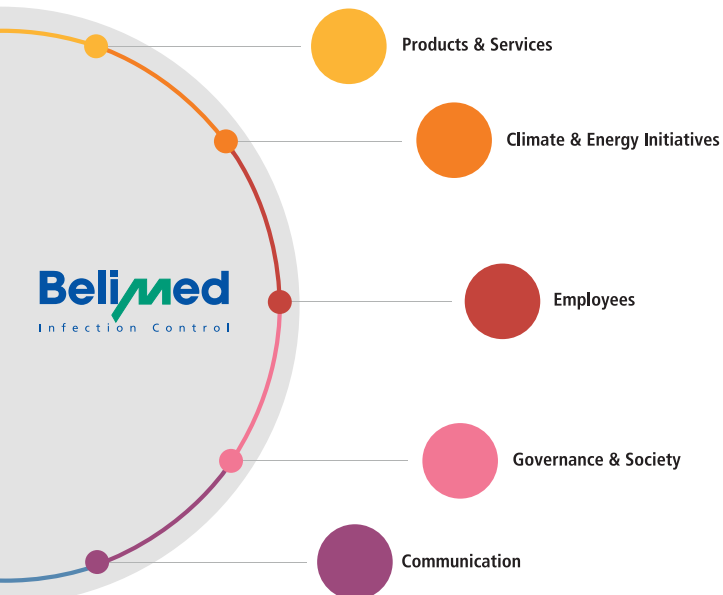 Products & Services
Climate & Energy Initiatives
Belimed
Infection Control
Employees
Governance & Society
Communication